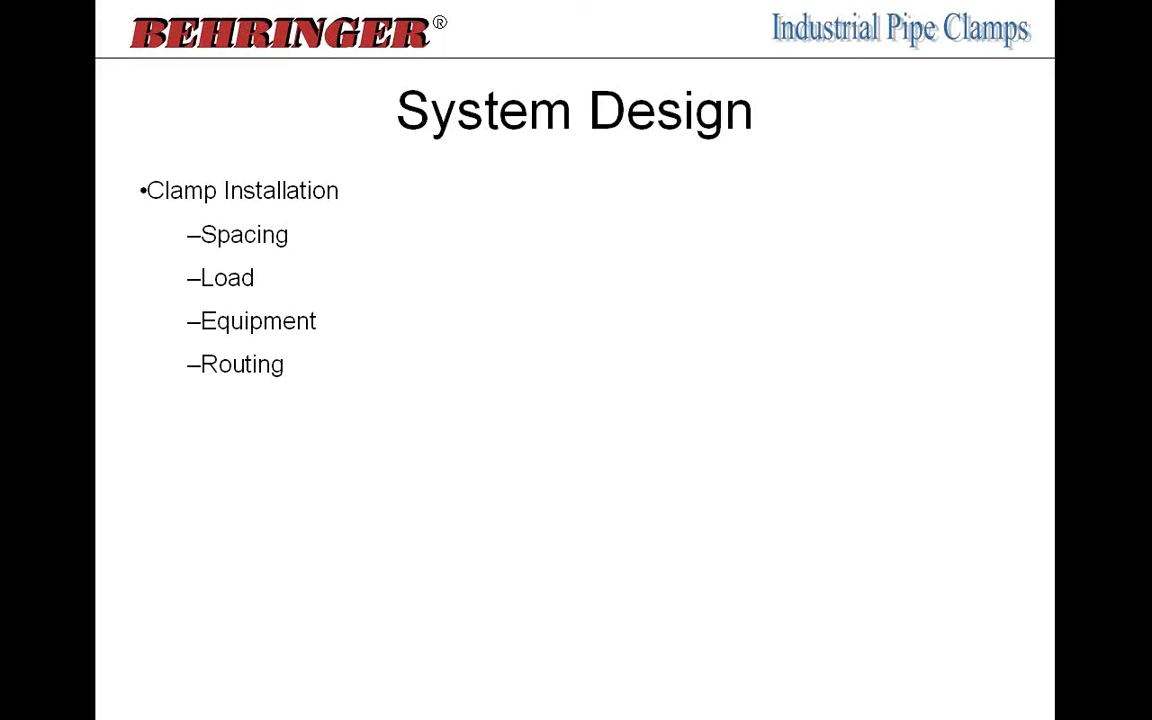 BEHRINGER® Industrial Pipe Clamps
System Design
•Clamp Installation
–Spacing
–Load
–Equipment
–Routing